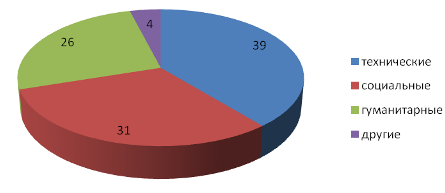 4
26
39
31
технические
социальные
гуманитарные
другие